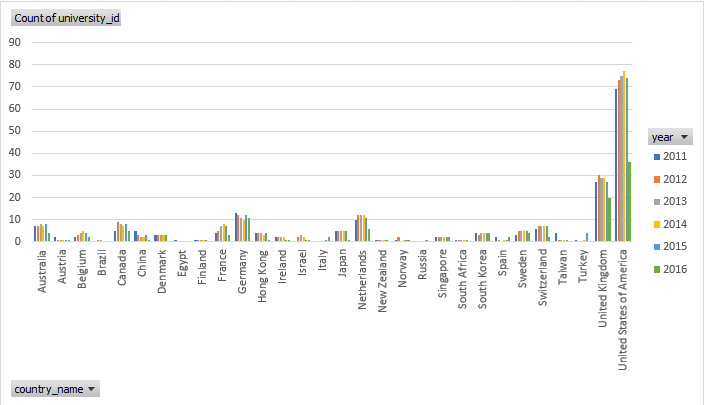 Count of university_id
90
80
70
60
50
40
30
20
10
0
Australia
Austria
Belgium
Brazil
Canada
China
Denmark
Egypt
Finland
France
Germany
Hong Kong
Ireland
Israel
Italy
Japan
Netherlands
New Zealand
Norway
Russia
Singapore
South Africa
South Korea
Spain
Sweden
Switzerland
Taiwan
Turkey
United Kingdom
United States of America
year
2011
2012
2013
2014
2015
2016
country_name